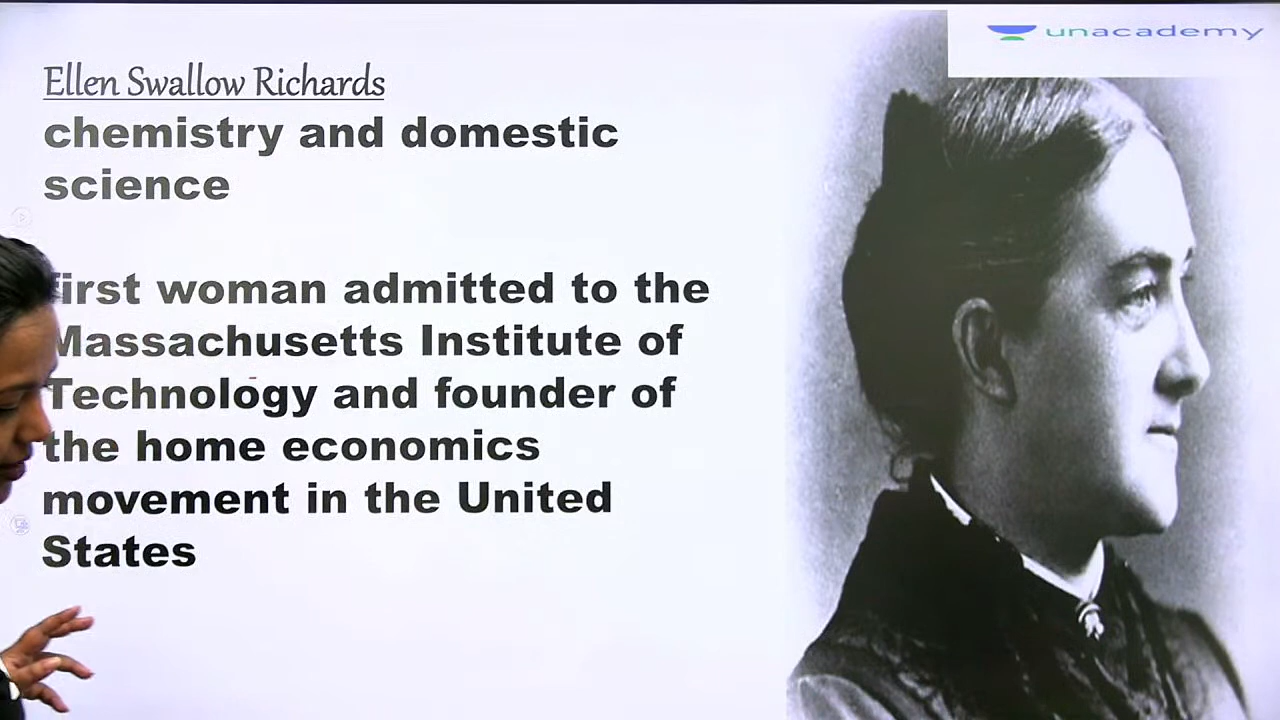 unacademy
Ellen Swallow Richards
chemistry and domestic
science
first woman admitted to the
Massachusetts Institute of
Technology and founder of
the home economics
movement in the United
States